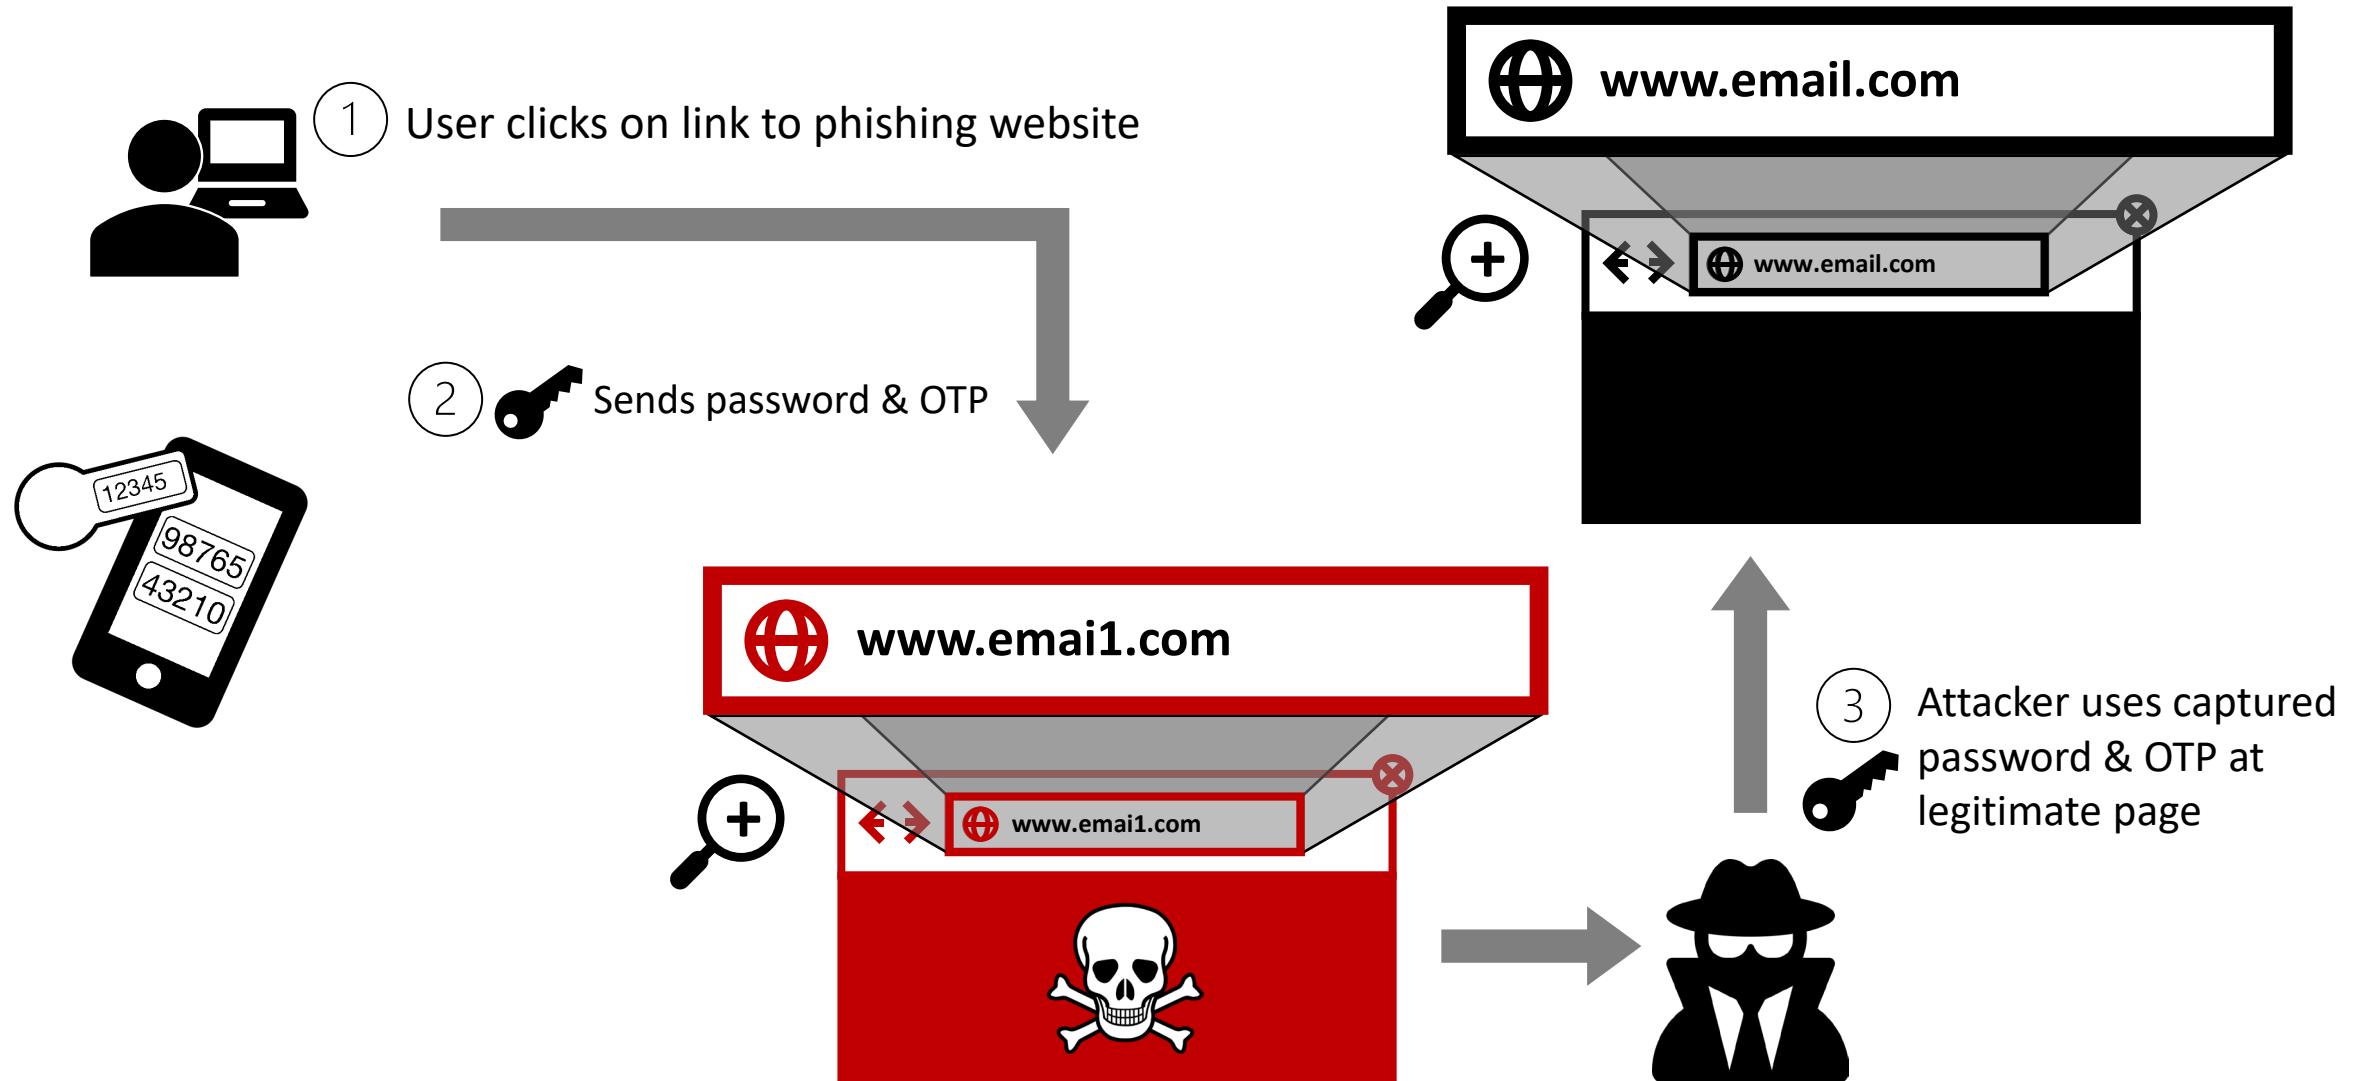 1 User clicks on link to phishing website
www.email.com
www.email.com
2 Sends password & OTP
12345
98765
43210
www.emai1.com
www.emai1.com
3 Attacker uses captured
password & OTP at
legitimate page